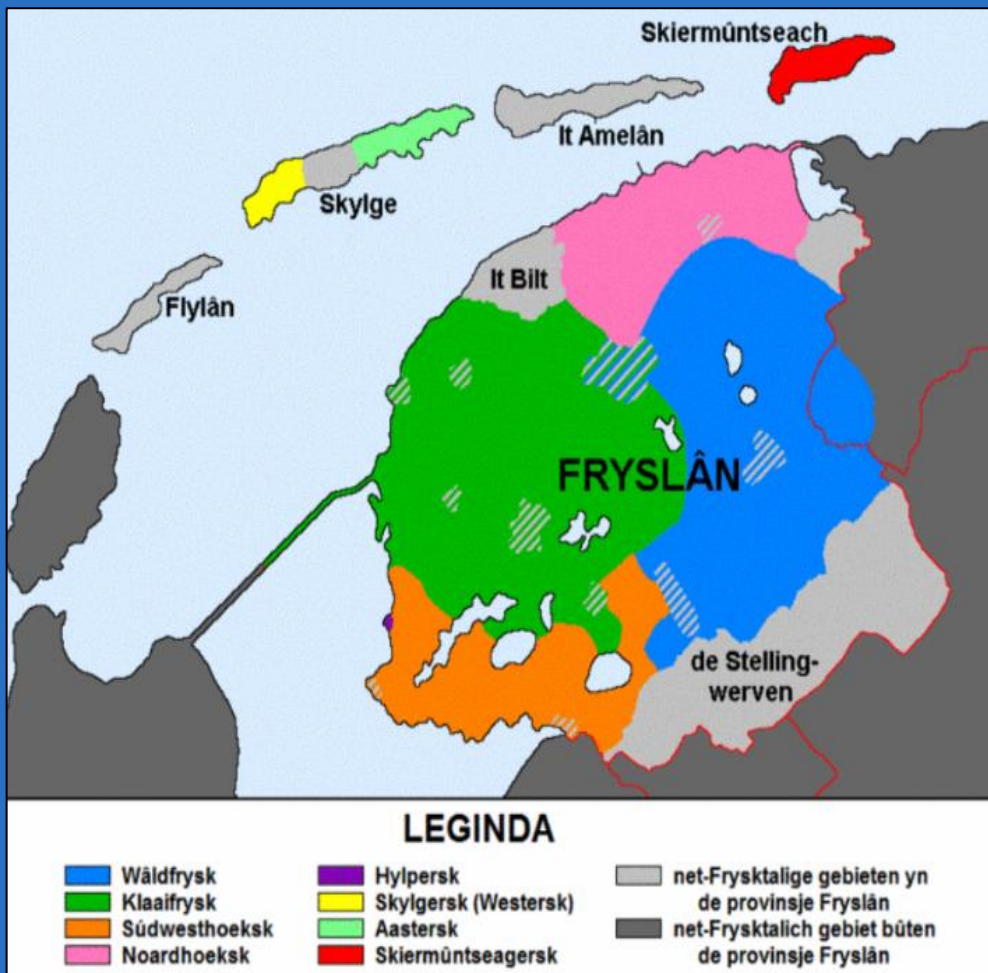 Skiermûntseach
It Amelân
Skylge
It Bilt
Flylân
FRYSLÂN
de Stelling-
werven
LEGINDA
Wâldfrysk
Klaaifrysk
Súdwesthoeksk
Noardhoeksk
Hylpersk
Skylgersk (Westersk)
Aastersk
Skiermûntseagersk
net-Frysktalige gebieten yn
de provinsje Fryslân
net-Frysktalich gebiet bûten
de provinsje Fryslân